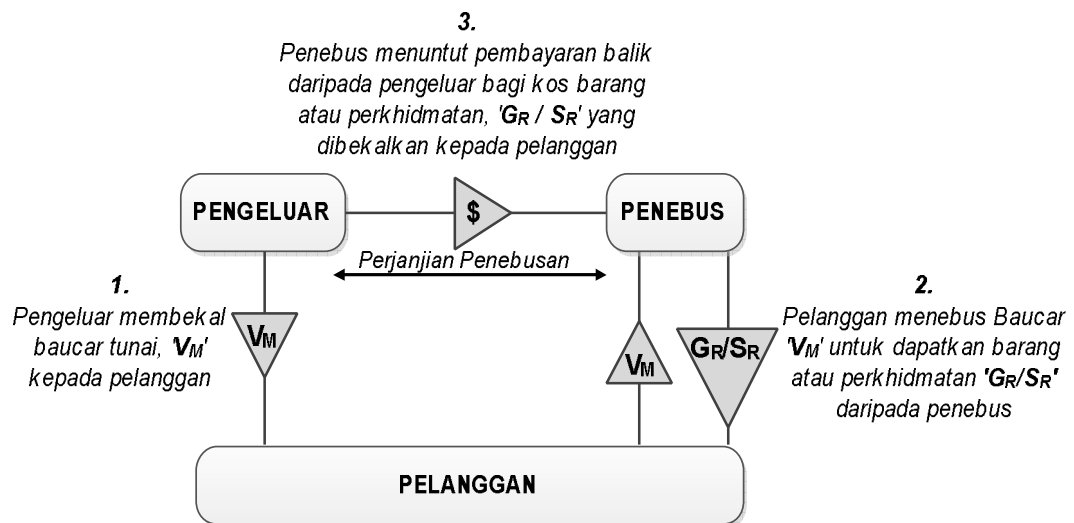 3.
Penebus menuntut pembayaran balik
daripada pengeluar bagi kos barang
atau perkhidmatan, 'GR / SR' yang
dibekalkan kepada pelanggan
PENGELUAR
$
PENEBUS
Perjanjian Penebusan
1.
Pengeluar membekal
baucar tunai, 'VM'
kepada pelanggan
VM
VM
GR/SR
2.
Pelanggan menebus Baucar
'VM' untuk dapatkan barang
atau perkhidmatan 'GR/SR'
daripada penebus
PELANGGAN